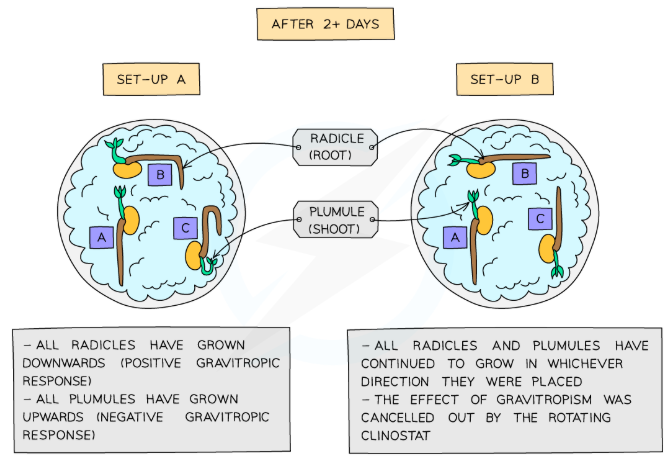 AFTER 2+ DAYS
SET-UP A
SET-UP B
RADICLE
(ROOT)
B
B
PLUMULE
(SHOOT)
A
C
A
C
– ALL RADICLES HAVE GROWN
DOWNWARDS (POSITIVE GRAVITROPIC
RESPONSE)
– ALL PLUMULES HAVE GROWN
UPWARDS (NEGATIVE GRAVITROPIC
RESPONSE)
– ALL RADICLES AND PLUMULES HAVE
CONTINUED TO GROW IN WHICHEVER
DIRECTION THEY WERE PLACED
– THE EFFECT OF GRAVITROPISM WAS
CANCELLED OUT BY THE ROTATING
CLINOSTAT